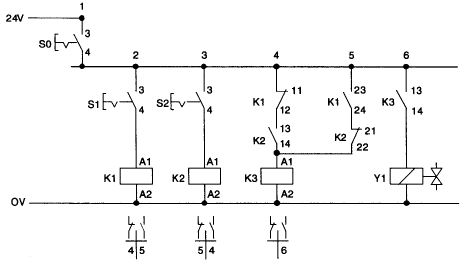 1
24V
3
S0
4
2 3 4 5 6
3 3 11 23 13
S1 S2 K1 K1 K3
4 4 12 24 14
13 21
K2 K2
14 22
A1 A1 A1
K1 K2 K3 Y1
A2 A2 A2
OV
4 5 5 4 6